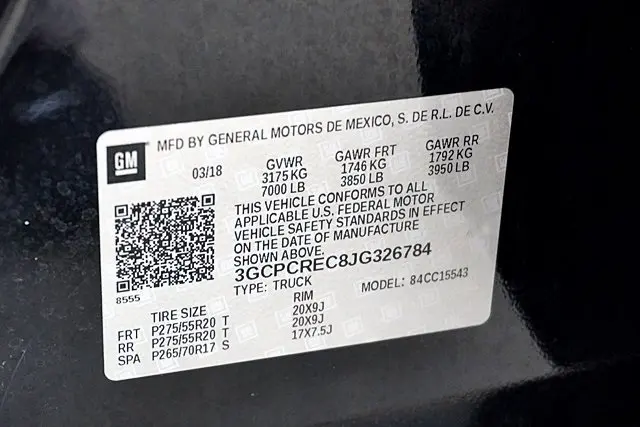 GM
MFD BY GENERAL MOTORS DE MEXICO, S. DE R.L. DE C.V.
03/18 GVWR GAWR FRT GAWR RR
3175 KG 1746 KG 1792 KG
7000 LB 3850 LB 3950 LB
THIS VEHICLE CONFORMS TO ALL
APPLICABLE U.S. FEDERAL MOTOR
VEHICLE SAFETY STANDARDS IN EFFECT
ON THE DATE OF MANUFACTURE
SHOWN ABOVE.
3GCPCREC8JG326784
8555
TYPE: TRUCK MODEL: 84CC15543
TIRE SIZE RIM
FRT P275/55R20 T 20X9J
RR P275/55R20 T 20X9J
SPA P265/70R17 S 17X7.5J